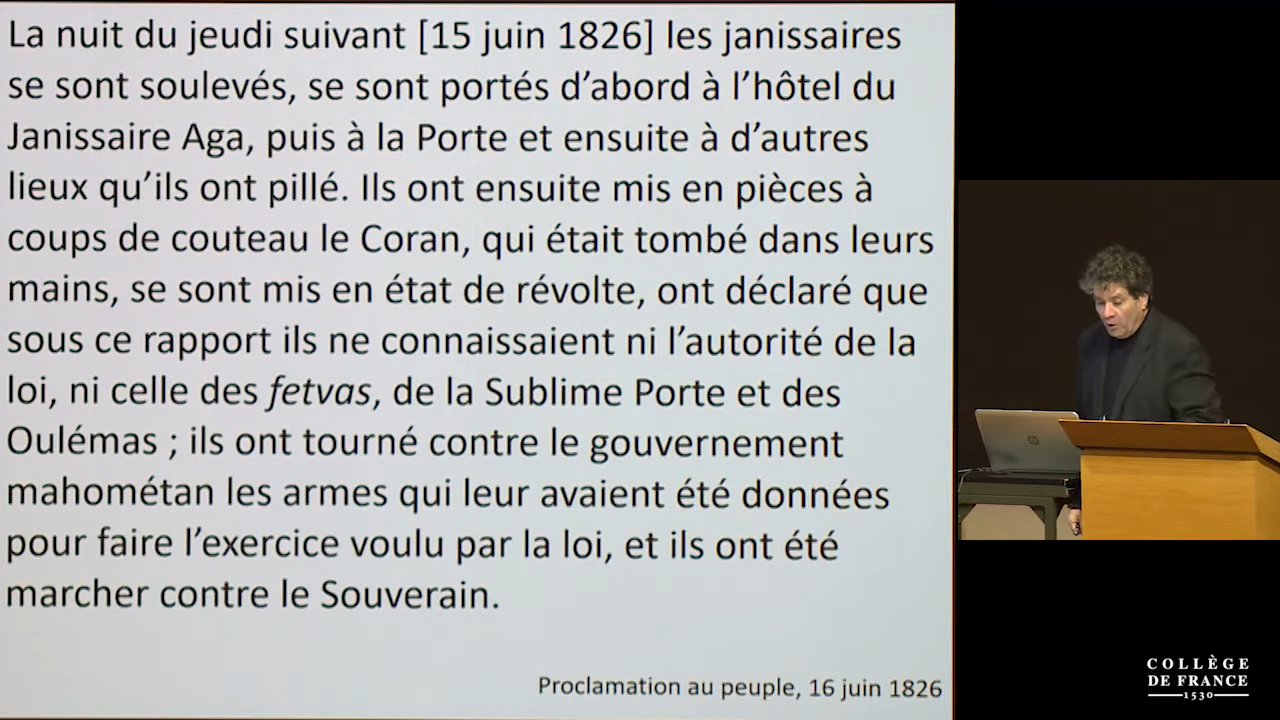 La nuit du jeudi suivant [15 juin 1826] les janissaires
se sont soulevés, se sont portés d’abord à l’hôtel du
Janissaire Aga, puis à la Porte et ensuite à d’autres
lieux qu’ils ont pillé. Ils ont ensuite mis en pièces à
coups de couteau le Coran, qui était tombé dans leurs
mains, se sont mis en état de révolte, ont déclaré que
sous ce rapport ils ne connaissaient ni l’autorité de la
loi, ni celle des fetvas, de la Sublime Porte et des
Oulémas ; ils ont tourné contre le gouvernement
mahométan les armes qui leur avaient été données
pour faire l’exercice voulu par la loi, et ils ont été
marcher contre le Souverain.
Proclamation au peuple, 16 juin 1826
COLLÈGE
DE FRANCE
1530